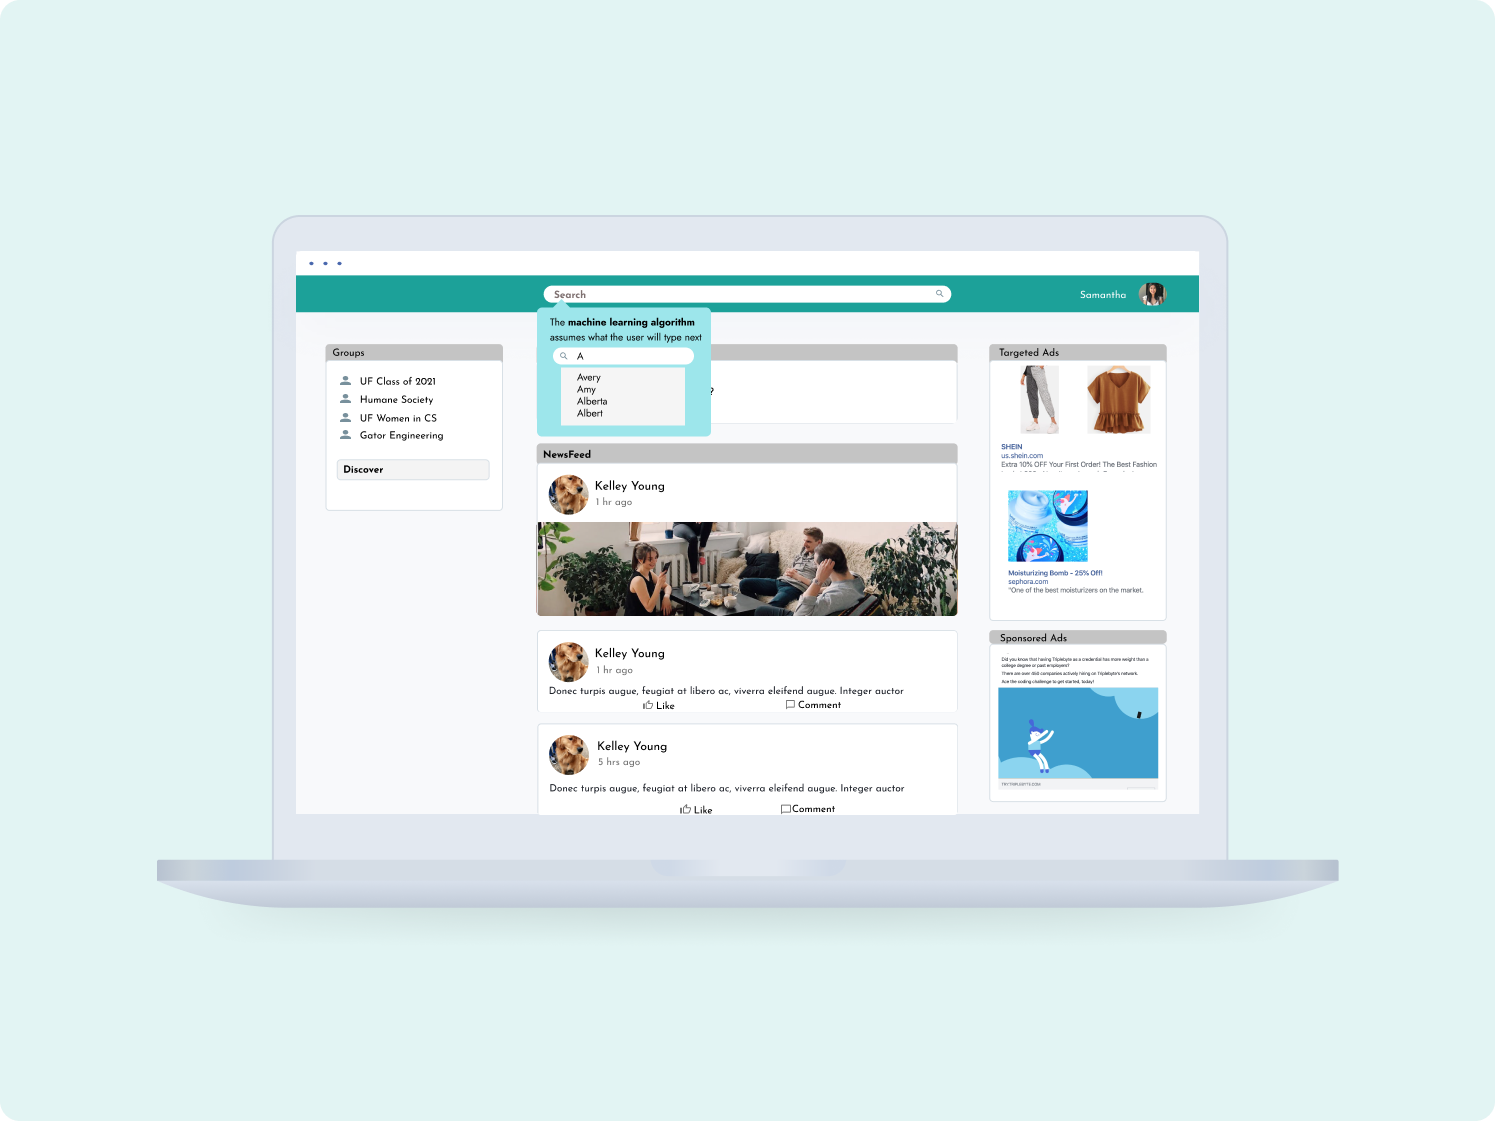 Search
Samantha
The machine learning algorithm
assumes what the user will type next
A
Avery
Amy
Alberta
Albert
?
Groups
UF Class of 2021
Humane Society
UF Women in CS
Gator Engineering
Discover
NewsFeed
Kelley Young
1 hr ago
Kelley Young
1 hr ago
Donec turpis augue, feugiat at libero ac, viverra eleifend augue. Integer auctor
Like
Comment
Kelley Young
5 hrs ago
Donec turpis augue, feugiat at libero ac, viverra eleifend augue. Integer auctor
Like
Comment
Targeted Ads
SHEIN
us.shein.com
Extra 10% OFF Your First Order! The Best Fashion
Moisturizing Bomb - 25% Off!
sephora.com
"One of the best moisturizers on the market.
Sponsored Ads
Did you know that having Triplebyte as a credential has more weight than a
college degree or past employers?
There are over 450 companies actively hiring on Triplebyte's network.
Ace the coding challenge to get started, today!
TRY.TRIPLEBYTE.COM